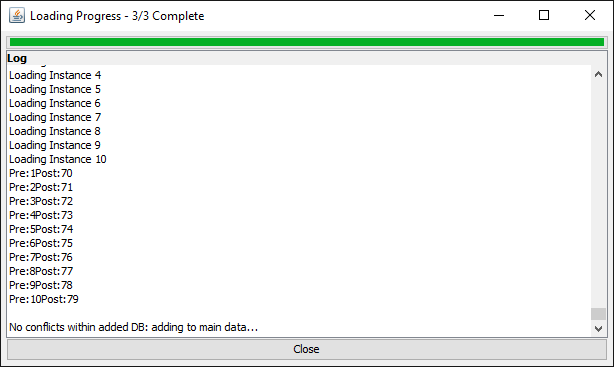 Loading Progress - 3/3 Complete
Log
Loading Instance 4
Loading Instance 5
Loading Instance 6
Loading Instance 7
Loading Instance 8
Loading Instance 9
Loading Instance 10
Pre:1Post:70
Pre:2Post:71
Pre:3Post:72
Pre:4Post:73
Pre:5Post:74
Pre:6Post:75
Pre:7Post:76
Pre:8Post:77
Pre:9Post:78
Pre:10Post:79
No conflicts within added DB: adding to main data...
Close